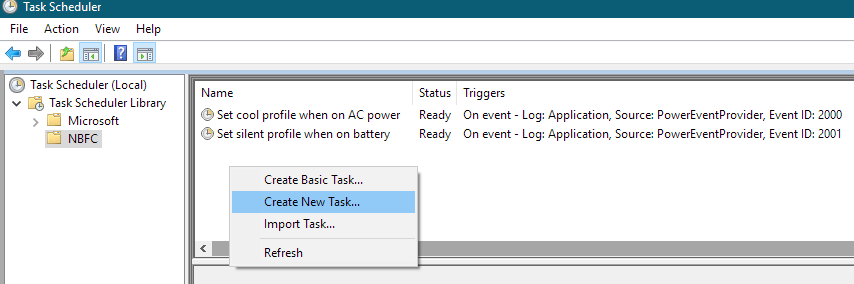 Task Scheduler
File Action View Help
Task Scheduler (Local)
Task Scheduler Library
Microsoft
NBFC
Name Status Triggers
Set cool profile when on AC power Ready On event - Log: Application, Source: PowerEventProvider, Event ID: 2000
Set silent profile when on battery Ready On event - Log: Application, Source: PowerEventProvider, Event ID: 2001
Create Basic Task...
Create New Task...
Import Task...
Refresh